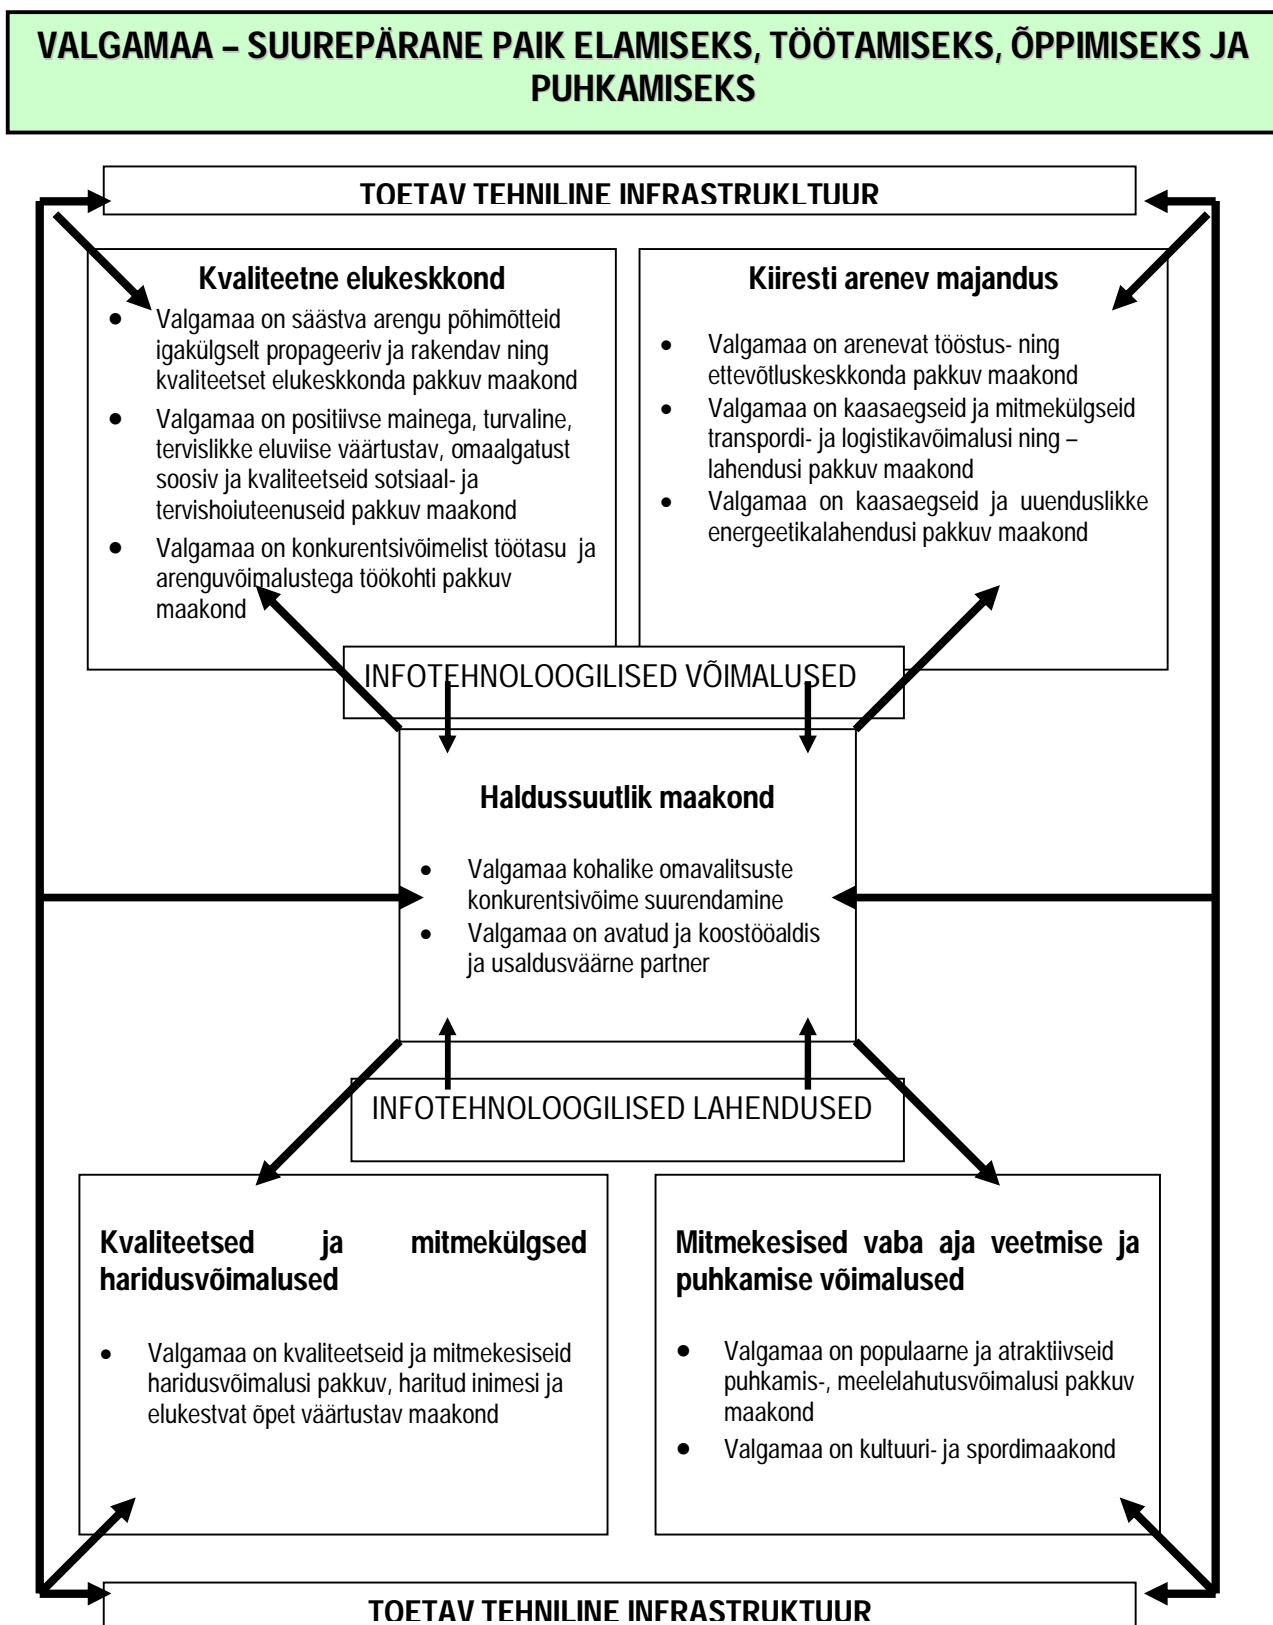 VALGAMAA – SUUREPÄRANE PAIK ELAMISEKS, TÖÖTAMISEKS, ÕPPIMISEKS JA
PUHKAMISEKS
TOETAV TEHNILINE INFRASTRUKLTUUR
Kvaliteetne elukeskkond
• Valgamaa on säästva arengu põhimõtteid
igakülgselt propageeriv ja rakendav ning
kvaliteetset elukeskkonda pakkuv maakond
• Valgamaa on positiivse mainega, turvaline,
tervislikke eluviise väärtustav, omaalgatust
soosiv ja kvaliteetseid sotsiaal- ja
tervishoiuteenuseid pakkuv maakond
• Valgamaa on konkurentsivõimelist töötasu ja
arenguvõimalustega töökohti pakkuv
maakond
Kiiresti arenev majandus
• Valgamaa on arenevat tööstus- ning
ettevõtluskeskkonda pakkuv maakond
• Valgamaa on kaasaegseid ja mitmekülgseid
transpordi- ja logistikavõimalusi ning –
lahendusi pakkuv maakond
• Valgamaa on kaasaegseid ja uuenduslikke
energeetikalahendusi pakkuv maakond
INFOTEHNOLOOGILISED VÕIMALUSED
Haldussuutlik maakond
• Valgamaa kohalike omavalitsuste
konkurentsivõime suurendamine
• Valgamaa on avatud ja koostööaldis
ja usaldusväärne partner
INFOTEHNOLOOGILISED LAHENDUSED
Kvaliteetsed ja mitmekülgsed
haridusvõimalused
• Valgamaa on kvaliteetseid ja mitmekesiseid
haridusvõimalusi pakkuv, haritud inimesi ja
elukestvat õpet väärtustav maakond
Mitmekesised vaba aja veetmise ja
puhkamise võimalused
• Valgamaa on populaarne ja atraktiivseid
puhkamis-, meelelahutusvõimalusi pakkuv
maakond
• Valgamaa on kultuuri- ja spordimaakond
TOETAV TEHNILINE INFRASTRUKTUUR